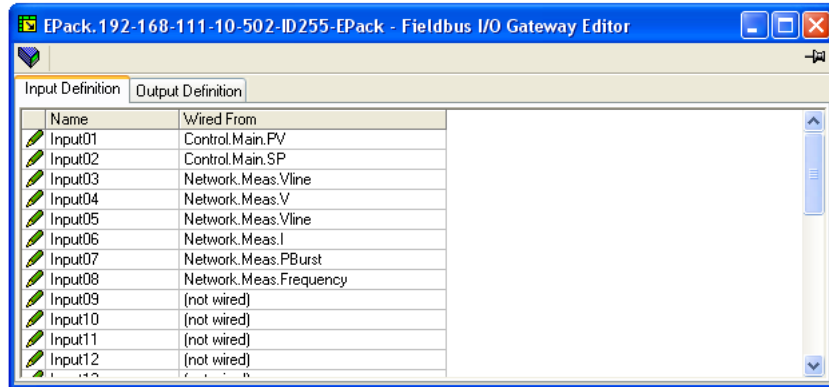 EPack.192-168-111-10-502-ID255-EPack - Fieldbus I/O Gateway Editor
Input Definition Output Definition
Name Wired From
Input01 Control.Main.PV
Input02 Control.Main.SP
Input03 Network.Meas.Vline
Input04 Network.Meas.V
Input05 Network.Meas.Vline
Input06 Network.Meas.I
Input07 Network.Meas.PBurst
Input08 Network.Meas.Frequency
Input09 (not wired)
Input10 (not wired)
Input11 (not wired)
Input12 (not wired)